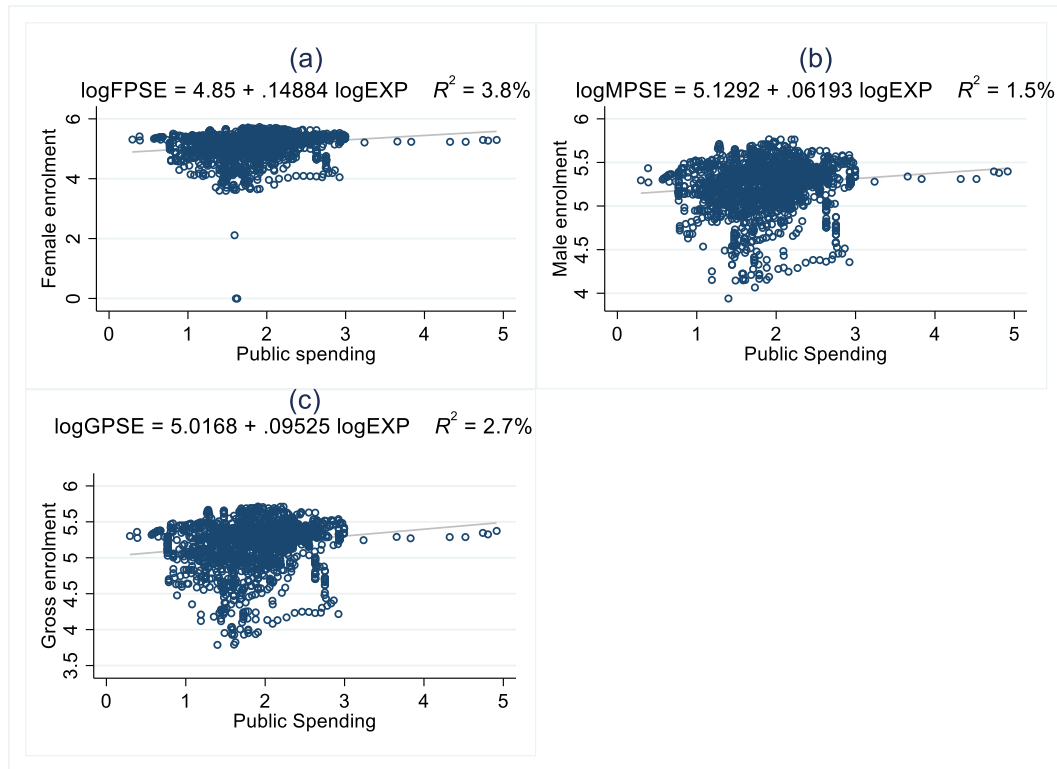 (a)
logFPSE = 4.85 + .14884 logEXP R² = 3.8%
6
4
2
0
Female enrolment
0 1 2 3 4 5
Public spending
(b)
logMPSE = 5.1292 + .06193 logEXP R² = 1.5%
6
5.5
5
4.5
4
Male enrolment
0 1 2 3 4 5
Public Spending
(c)
logGPSE = 5.0168 + .09525 logEXP R² = 2.7%
6
5.5
5
4.5
4
3.5
Gross enrolment
0 1 2 3 4 5
Public Spending